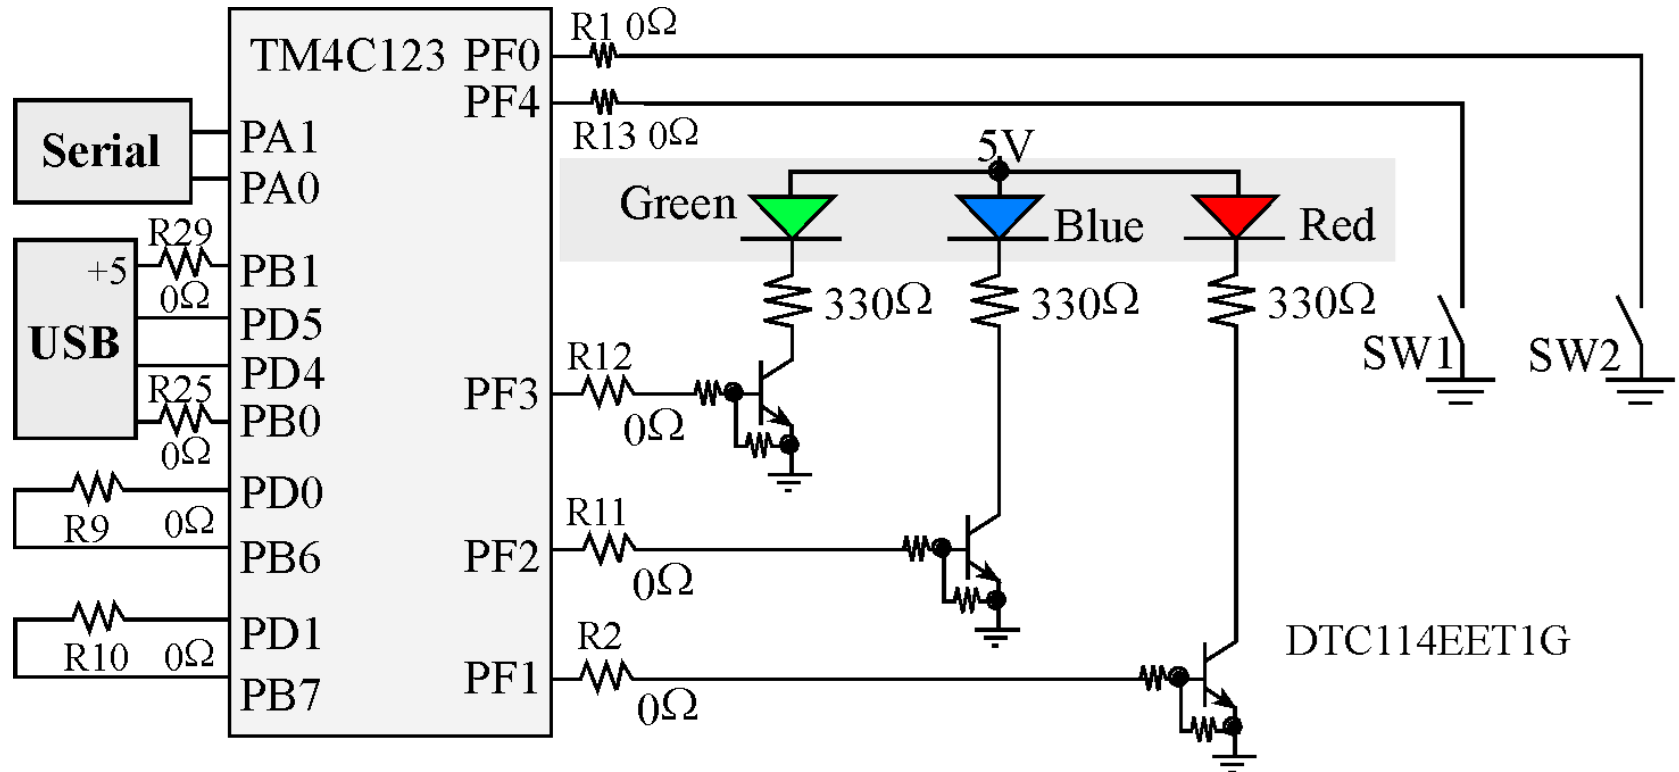 TM4C123
PF0
R1 0Ω
PF4
R13 0Ω
Serial
PA1
PA0
5V
Green
Blue
Red
R29
0Ω
+5
USB
PB1
PD5
PD4
R25
0Ω
PB0
330Ω
330Ω
330Ω
SW1
SW2
PF3
R12
0Ω
PD0
R9
0Ω
PB6
PF2
R11
0Ω
PD1
R10
0Ω
PB7
PF1
R2
0Ω
DTC114EET1G